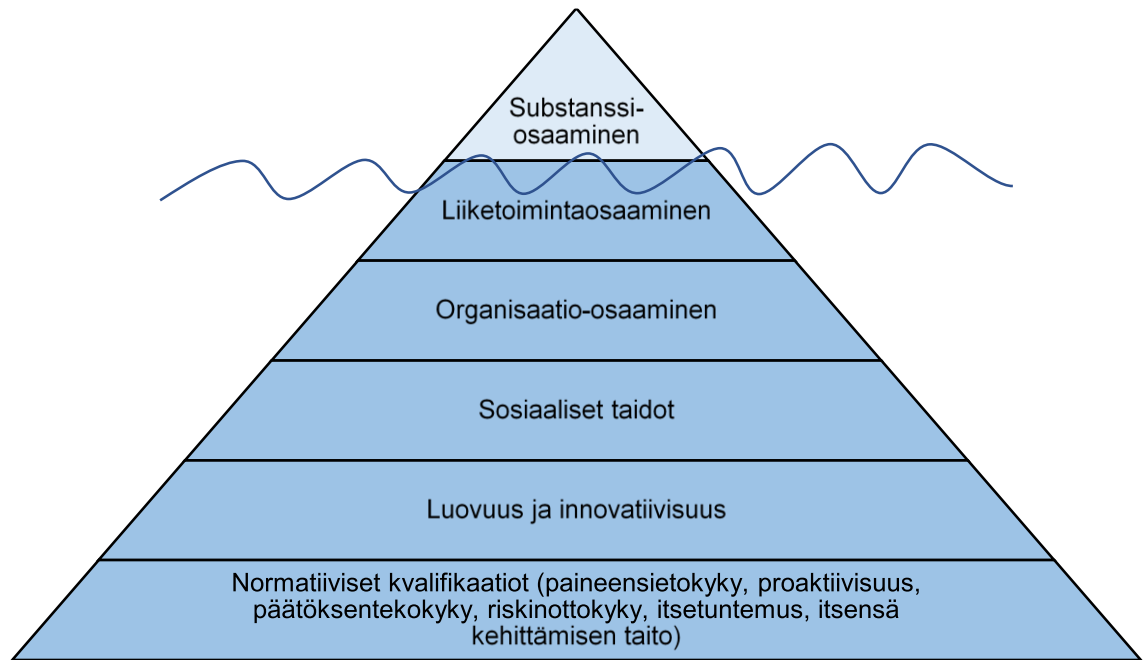 Substanssi-
osaaminen
Liiketoimintaosaaminen
Organisaatio-osaaminen
Sosiaaliset taidot
Luovuus ja innovatiivisuus
Normatiiviset kvalifikaatiot (paineensietokyky, proaktiivisuus,
päätöksentekokyky, riskinottokyky, itsetuntemus, itsensä
kehittämisen taito)